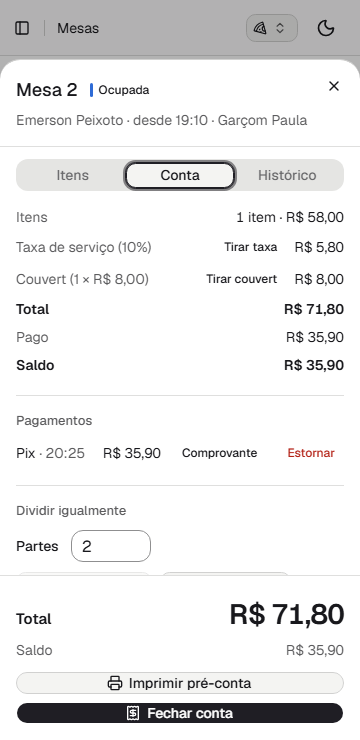 Mesas
Mesa 2 Ocupada
Emerson Peixoto · desde 19:10 · Garçom Paula
Itens Conta Histórico
Itens 1 item · R$ 58,00
Taxa de serviço (10%) Tirar taxa R$ 5,80
Couvert (1 × R$ 8,00) Tirar couvert R$ 8,00
Total R$ 71,80
Pago R$ 35,90
Saldo R$ 35,90
Pagamentos
Pix · 20:25 R$ 35,90 Comprovante Estornar
Dividir igualmente
Partes 2
Total R$ 71,80
Saldo R$ 35,90
Imprimir pré-conta
Fechar conta